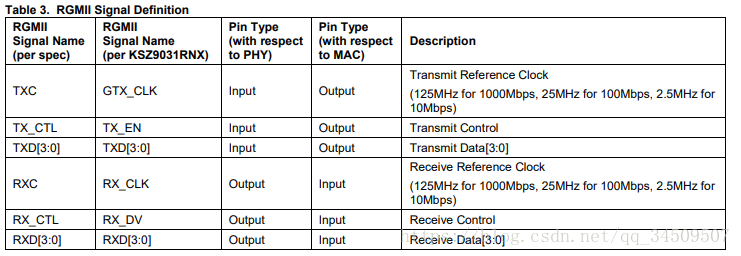 Table 3. RGMII Signal Definition
RGMII
Signal Name
(per spec)
RGMII
Signal Name
(per KSZ9031RNX)
Pin Type
(with respect
to PHY)
Pin Type
(with respect
to MAC)
Description
TXC
GTX_CLK
Input
Output
Transmit Reference Clock
(125MHz for 1000Mbps, 25MHz for 100Mbps, 2.5MHz for
10Mbps)
TX_CTL
TX_EN
Input
Output
Transmit Control
TXD[3:0]
TXD[3:0]
Input
Output
Transmit Data[3:0]
RXC
RX_CLK
Output
Input
Receive Reference Clock
(125MHz for 1000Mbps, 25MHz for 100Mbps, 2.5MHz for
10Mbps)
RX_CTL
RX_DV
Output
Input
Receive Control
RXD[3:0]
RXD[3:0]
Output
Input
Receive Data[3:0]
https://blog.csdn.net/qq_34509507